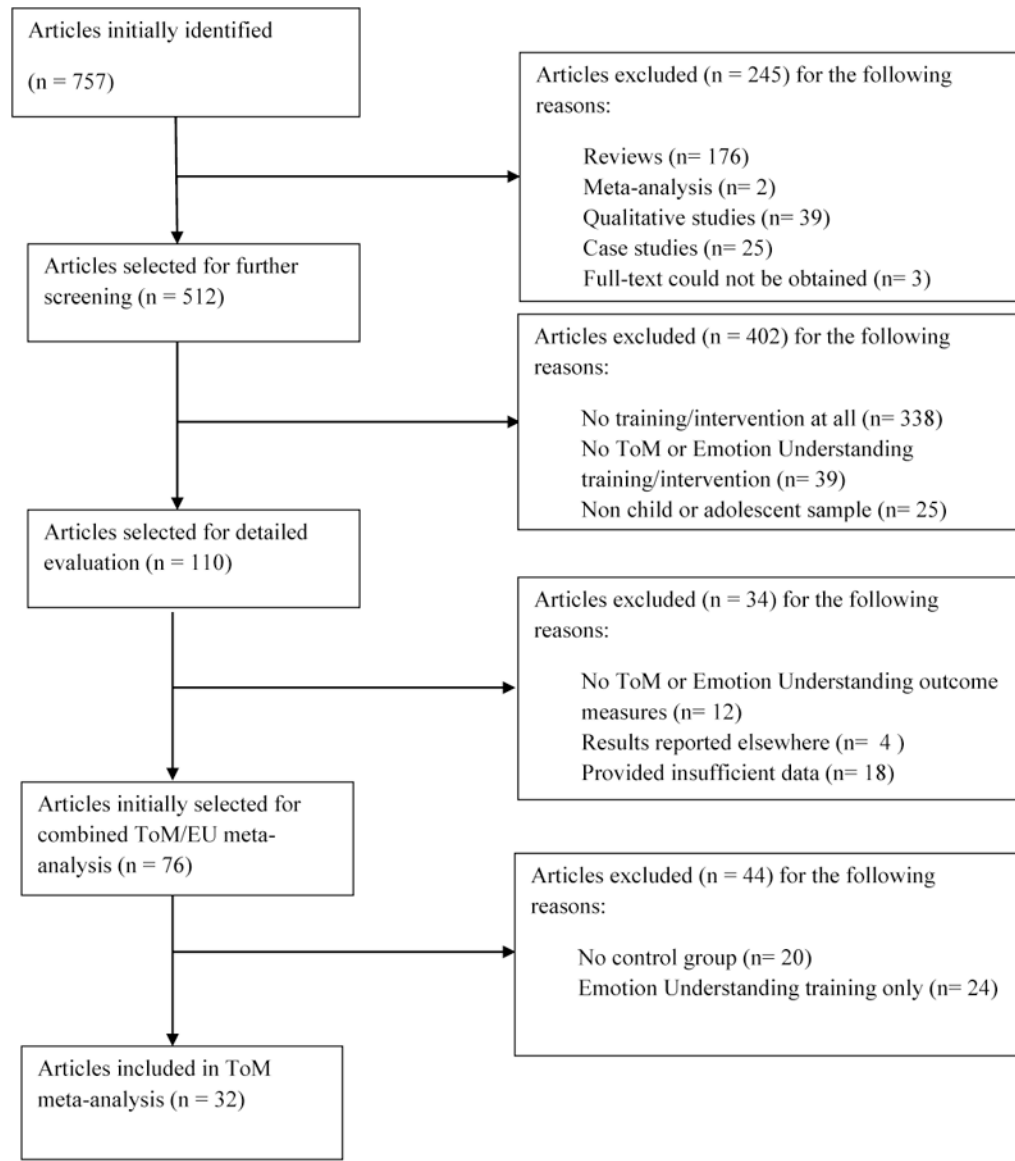 Articles initially identified
(n = 757)
Articles excluded (n = 245) for the following
reasons:
Reviews (n= 176)
Meta-analysis (n= 2)
Qualitative studies (n= 39)
Case studies (n= 25)
Full-text could not be obtained (n= 3)
Articles selected for further
screening (n = 512)
Articles excluded (n = 402) for the following
reasons:
No training/intervention at all (n= 338)
No ToM or Emotion Understanding
training/intervention (n= 39)
Non child or adolescent sample (n= 25)
Articles selected for detailed
evaluation (n = 110)
Articles excluded (n = 34) for the following
reasons:
No ToM or Emotion Understanding outcome
measures (n= 12)
Results reported elsewhere (n=  4 )
Provided insufficient data (n= 18)
Articles initially selected for
combined ToM/EU meta-
analysis (n = 76)
Articles excluded (n = 44) for the following
reasons:
No control group (n= 20)
Emotion Understanding training only (n= 24)
Articles included in ToM
meta-analysis (n = 32)